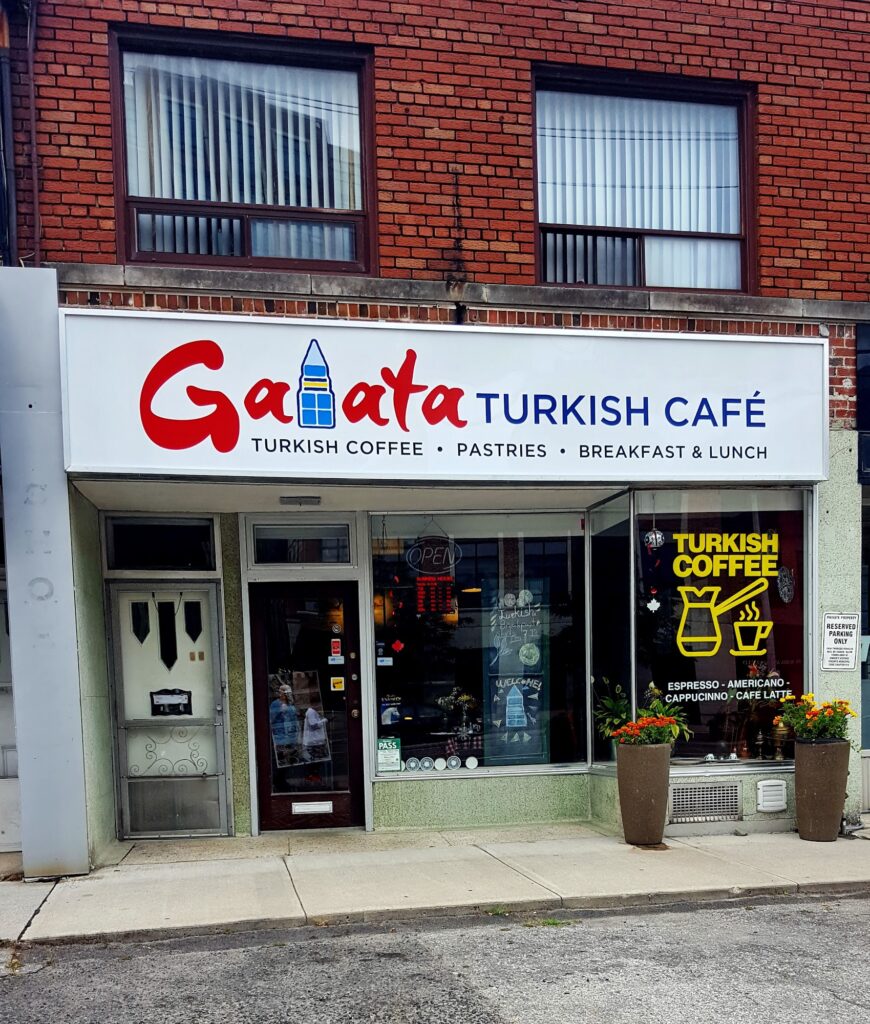 Galata TURKISH CAFÉ
TURKISH COFFEE • PASTRIES • BREAKFAST & LUNCH
OPEN
TURKISH
COFFEE
WELCOME!
ESPRESSO - AMERICANO -
CAPPUCINNO - CAFE LATTE
PASS
PRIVATE PROPERTY
RESERVED
PARKING
ONLY